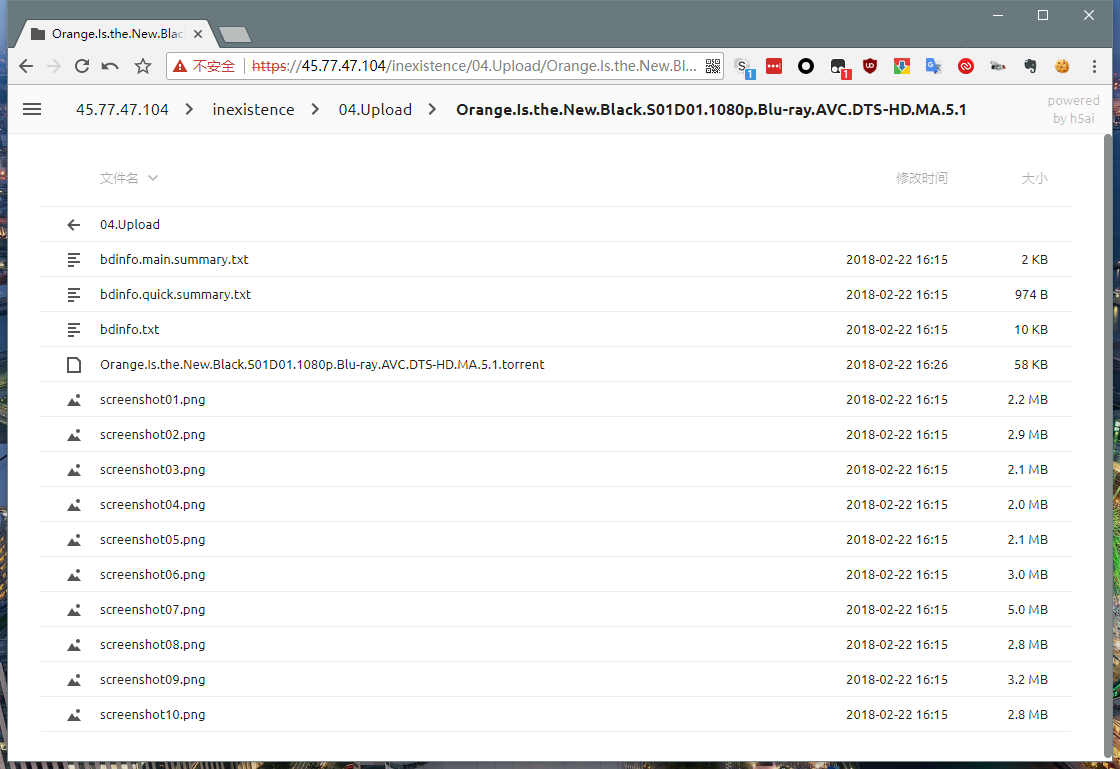 Orange.Is.the.New.Blac
不安全 https://45.77.47.104/inexistence/04.Upload/Orange.Is.the.New.Bl... S 1 1 UD
45.77.47.104 inexistence 04.Upload Orange.Is.the.New.Black.S01D01.1080p.Blu-ray.AVC.DTS-HD.MA.5.1 powered
by h5ai
文件名 修改时间 大小
04.Upload
bdinfo.main.summary.txt 2018-02-22 16:15 2 KB
bdinfo.quick.summary.txt 2018-02-22 16:15 974 B
bdinfo.txt 2018-02-22 16:15 10 KB
Orange.Is.the.New.Black.S01D01.1080p.Blu-ray.AVC.DTS-HD.MA.5.1.torrent 2018-02-22 16:26 58 KB
screenshot01.png 2018-02-22 16:15 2.2 MB
screenshot02.png 2018-02-22 16:15 2.9 MB
screenshot03.png 2018-02-22 16:15 2.1 MB
screenshot04.png 2018-02-22 16:15 2.0 MB
screenshot05.png 2018-02-22 16:15 2.1 MB
screenshot06.png 2018-02-22 16:15 3.0 MB
screenshot07.png 2018-02-22 16:15 5.0 MB
screenshot08.png 2018-02-22 16:15 2.8 MB
screenshot09.png 2018-02-22 16:15 3.2 MB
screenshot10.png 2018-02-22 16:15 2.8 MB